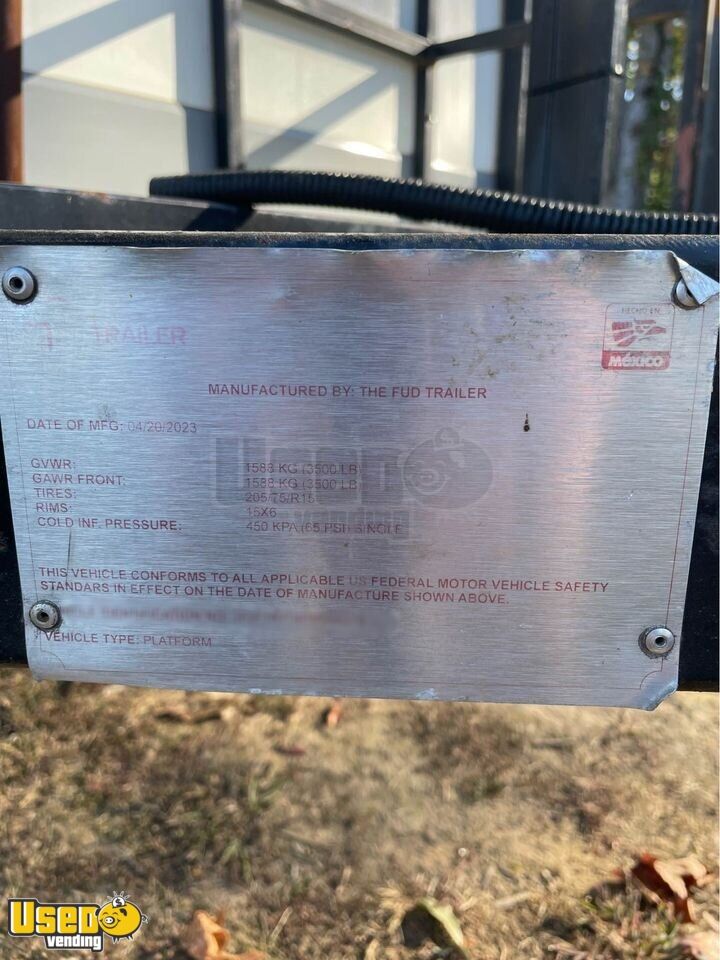 TRAILER
HECHO EN
MéXICO
MANUFACTURED BY: THE FUD TRAILER
DATE OF MFG: 04/20/2023
GVWR: 1588 KG (3500 LB)
GAWR FRONT: 1588 KG (3500 LB)
TIRES: 205/75/R15
RIMS: 15X6
COLD INF. PRESSURE: 450 KPA (65 PSI) SINGLE
USED
vending
THIS VEHICLE CONFORMS TO ALL APPLICABLE US FEDERAL MOTOR VEHICLE SAFETY
STANDARS IN EFFECT ON THE DATE OF MANUFACTURE SHOWN ABOVE.
VEHICLE TYPE: PLATFORM
USED
vending